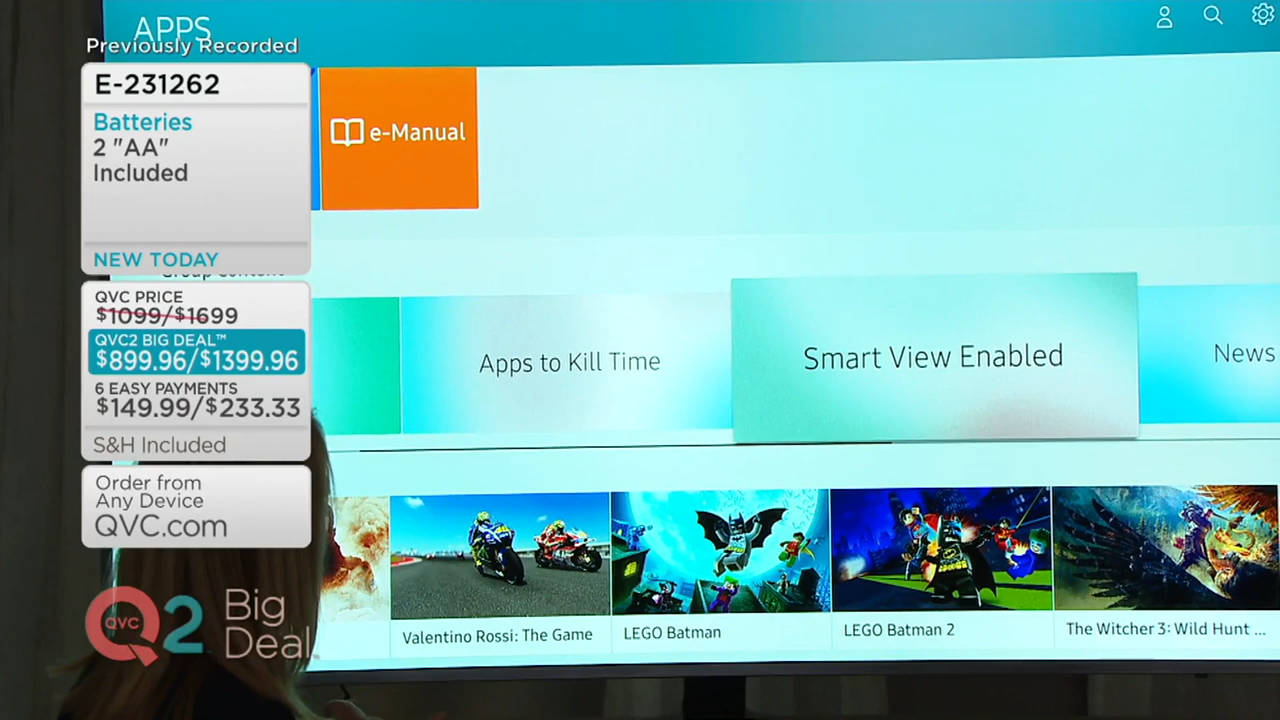 APPS
Previously Recorded
E-231262
Batteries
2 "AA"
Included
NEW TODAY
QVC PRICE
$1099/$1699
QVC2 BIG DEAL™
$899.96/$1399.96
6 EASY PAYMENTS
$149.99/$233.33
S&H Included
Order from
Any Device
QVC.com
QVC 2 Big
Deal
e-Manual
Group Content
Apps to Kill Time
Smart View Enabled
News
Valentino Rossi: The Game
LEGO Batman
LEGO Batman 2
The Witcher 3: Wild Hunt ...